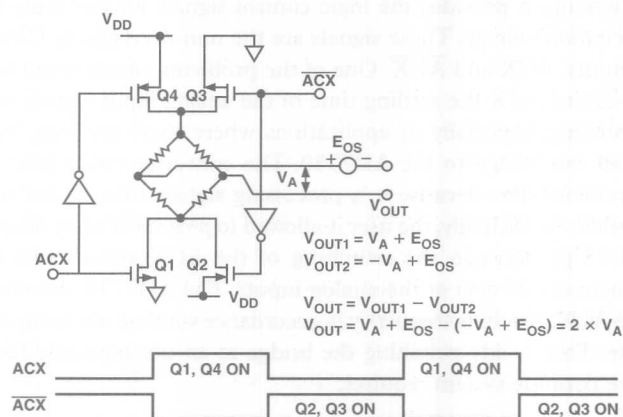 V_DD
Q4 Q3
ACX̅
E_OS
+
V_A
V_OUT
V_OUT1 = V_A + E_OS
V_OUT2 = –V_A + E_OS
ACX
Q1 Q2
V_DD
V_OUT = V_OUT1 – V_OUT2
V_OUT = V_A + E_OS – (–V_A + E_OS) = 2 × V_A
ACX Q1, Q4 ON Q1, Q4 ON
A̅C̅X̅ Q2, Q3 ON Q2, Q3 ON